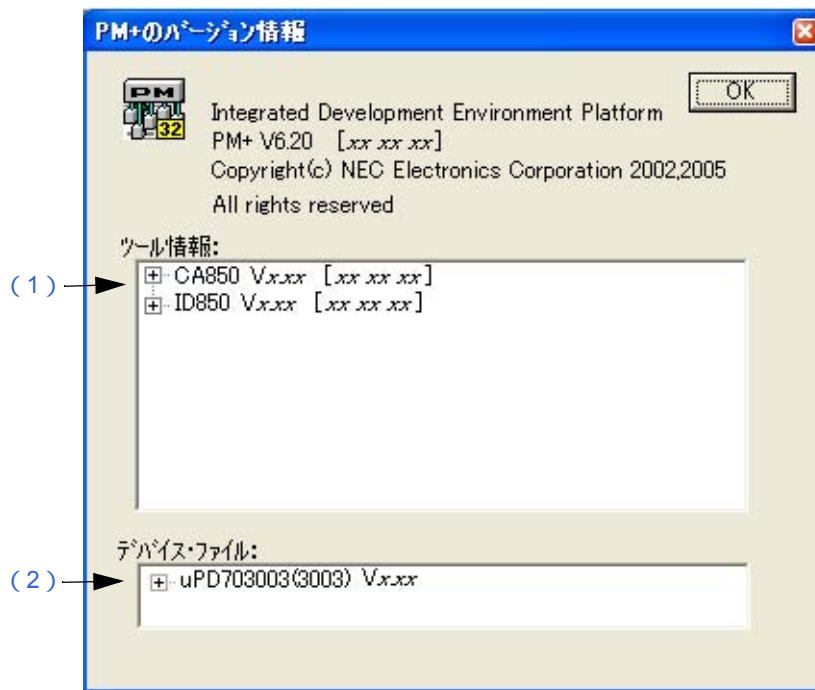 PM+のバージョン情報
PM
32
OK
Integrated Development Environment Platform
PM+ V6.20 [xx xx xx]
Copyright(c) NEC Electronics Corporation 2002,2005
All rights reserved
ツール情報:
(1)
CA850 Vx.xx [xx xx xx]
ID850 Vx.xx [xx xx xx]
デバイス・ファイル:
(2)
uPD703003(3003) Vx.xx